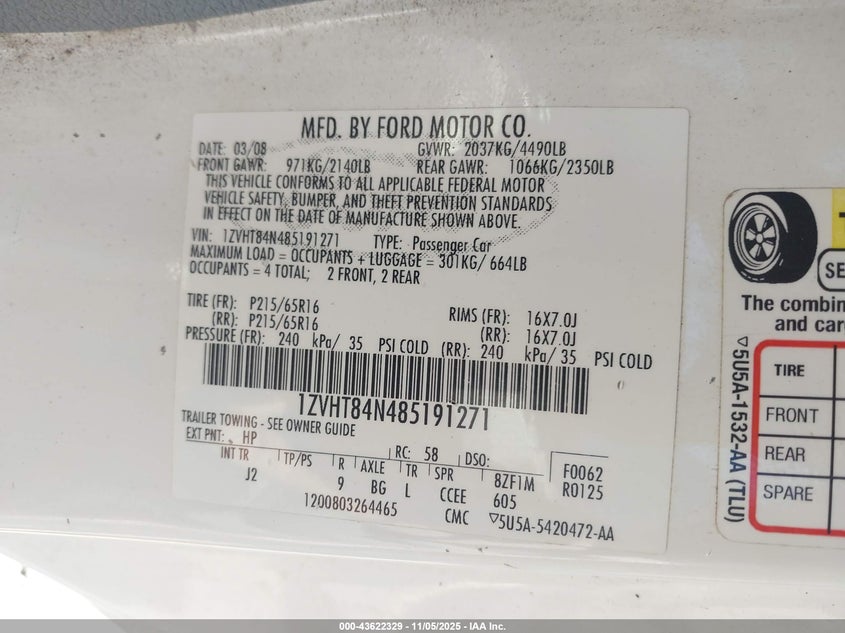 MFD. BY FORD MOTOR CO.
DATE: 03/08 GVWR: 2037KG/4490LB
FRONT GAWR: 971KG/2140LB REAR GAWR: 1066KG/2350LB
THIS VEHICLE CONFORMS TO ALL APPLICABLE FEDERAL MOTOR
VEHICLE SAFETY, BUMPER, AND THEFT PREVENTION STANDARDS
IN EFFECT ON THE DATE OF MANUFACTURE SHOWN ABOVE.
VIN: 1ZVHT84N485191271 TYPE: Passenger Car
MAXIMUM LOAD = OCCUPANTS + LUGGAGE = 301KG/ 664LB
OCCUPANTS = 4 TOTAL; 2 FRONT, 2 REAR
TIRE (FR): P215/65R16 RIMS (FR): 16X7.0J
(RR): P215/65R16 (RR): 16X7.0J
PRESSURE (FR): 240 kPa/ 35 PSI COLD (RR): 240 kPa/ 35 PSI COLD
1ZVHT84N485191271
TRAILER TOWING - SEE OWNER GUIDE
EXT PNT: HP RC: 58 DSO: F0062
INT TR TP/PS R AXLE TR SPR 8ZF1M R0125
J2 9 BG L CCEE 605
1200803264465 CMC ▽5U5A-5420472-AA
SE
The combin
and car
▽5U5A-1532-AA (TLU)
TIRE
FRONT
REAR
SPARE
000-43622329 - 11/05/2025 - IAA Inc.